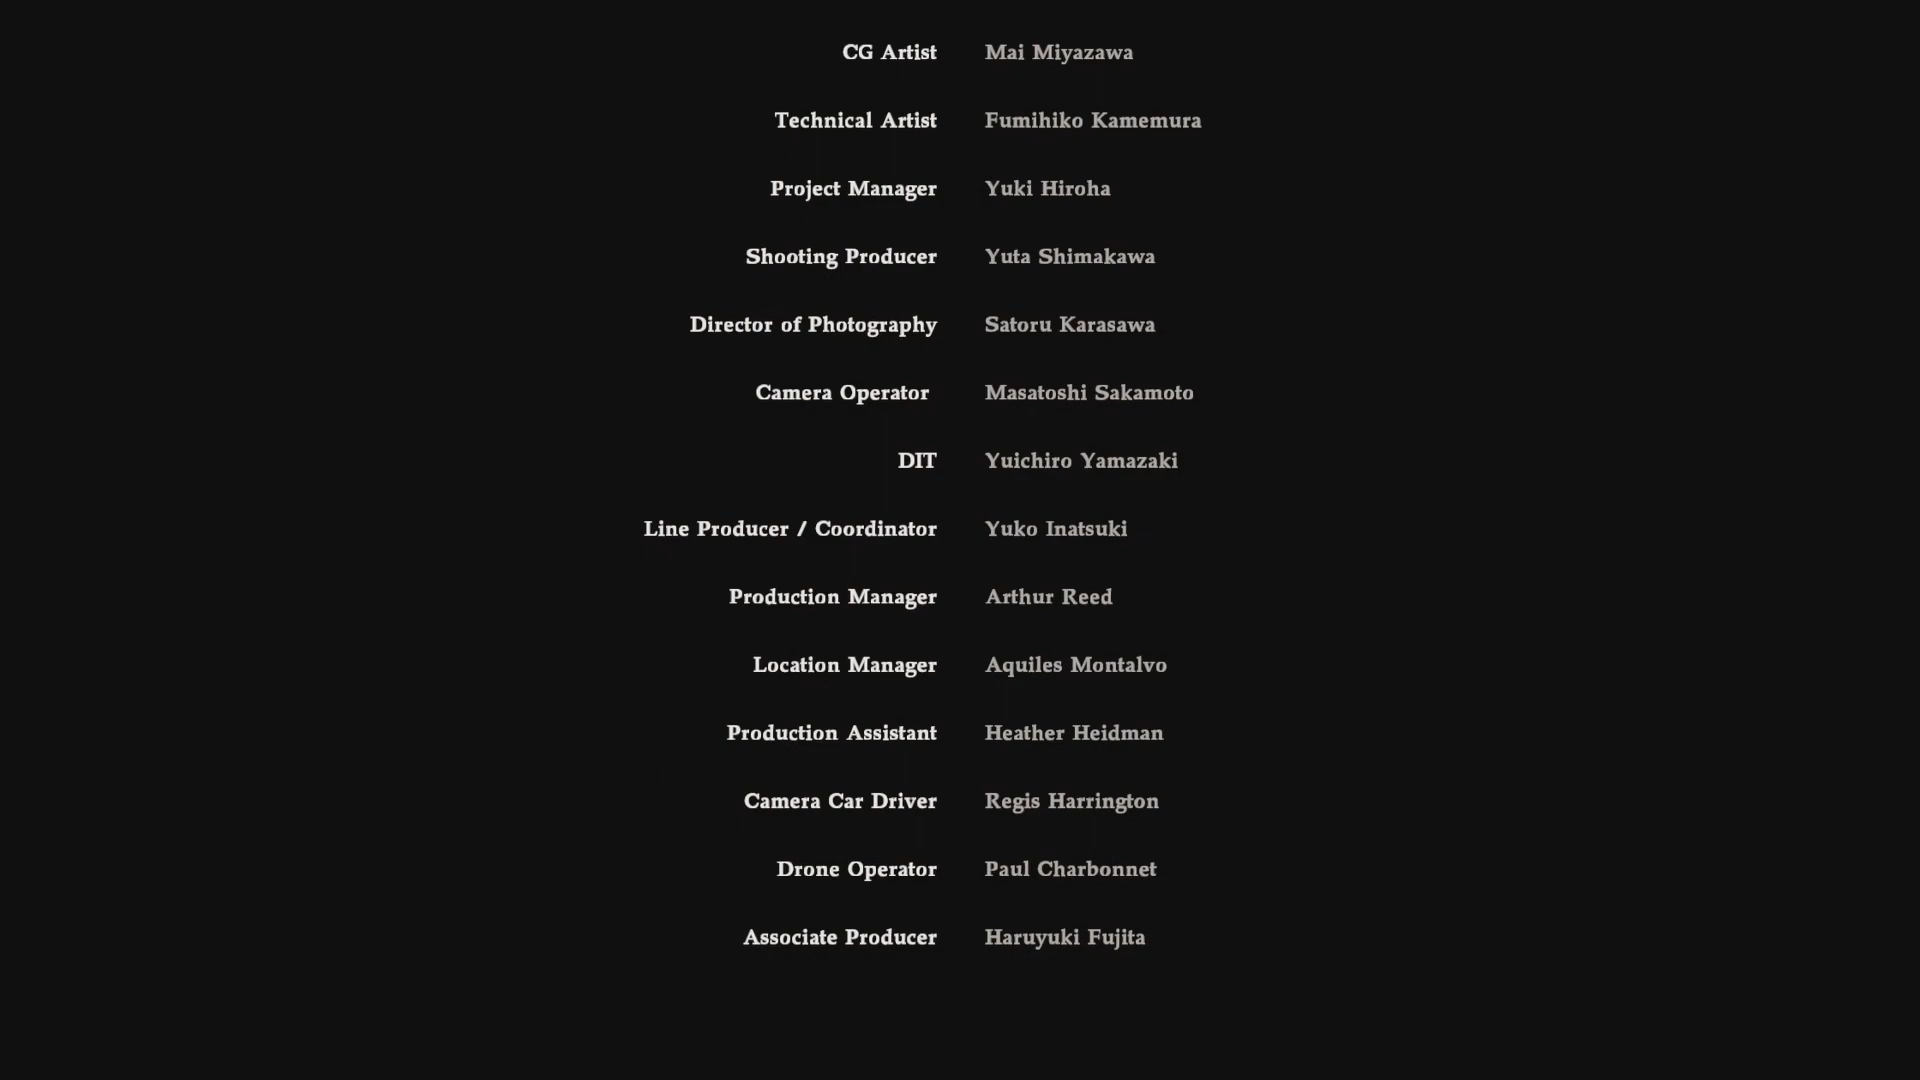 CG Artist Mai Miyazawa
Technical Artist Fumihiko Kamemura
Project Manager Yuki Hiroha
Shooting Producer Yuta Shimakawa
Director of Photography Satoru Karasawa
Camera Operator Masatoshi Sakamoto
DIT Yuichiro Yamazaki
Line Producer / Coordinator Yuko Inatsuki
Production Manager Arthur Reed
Location Manager Aquiles Montalvo
Production Assistant Heather Heidman
Camera Car Driver Regis Harrington
Drone Operator Paul Charbonnet
Associate Producer Haruyuki Fujita